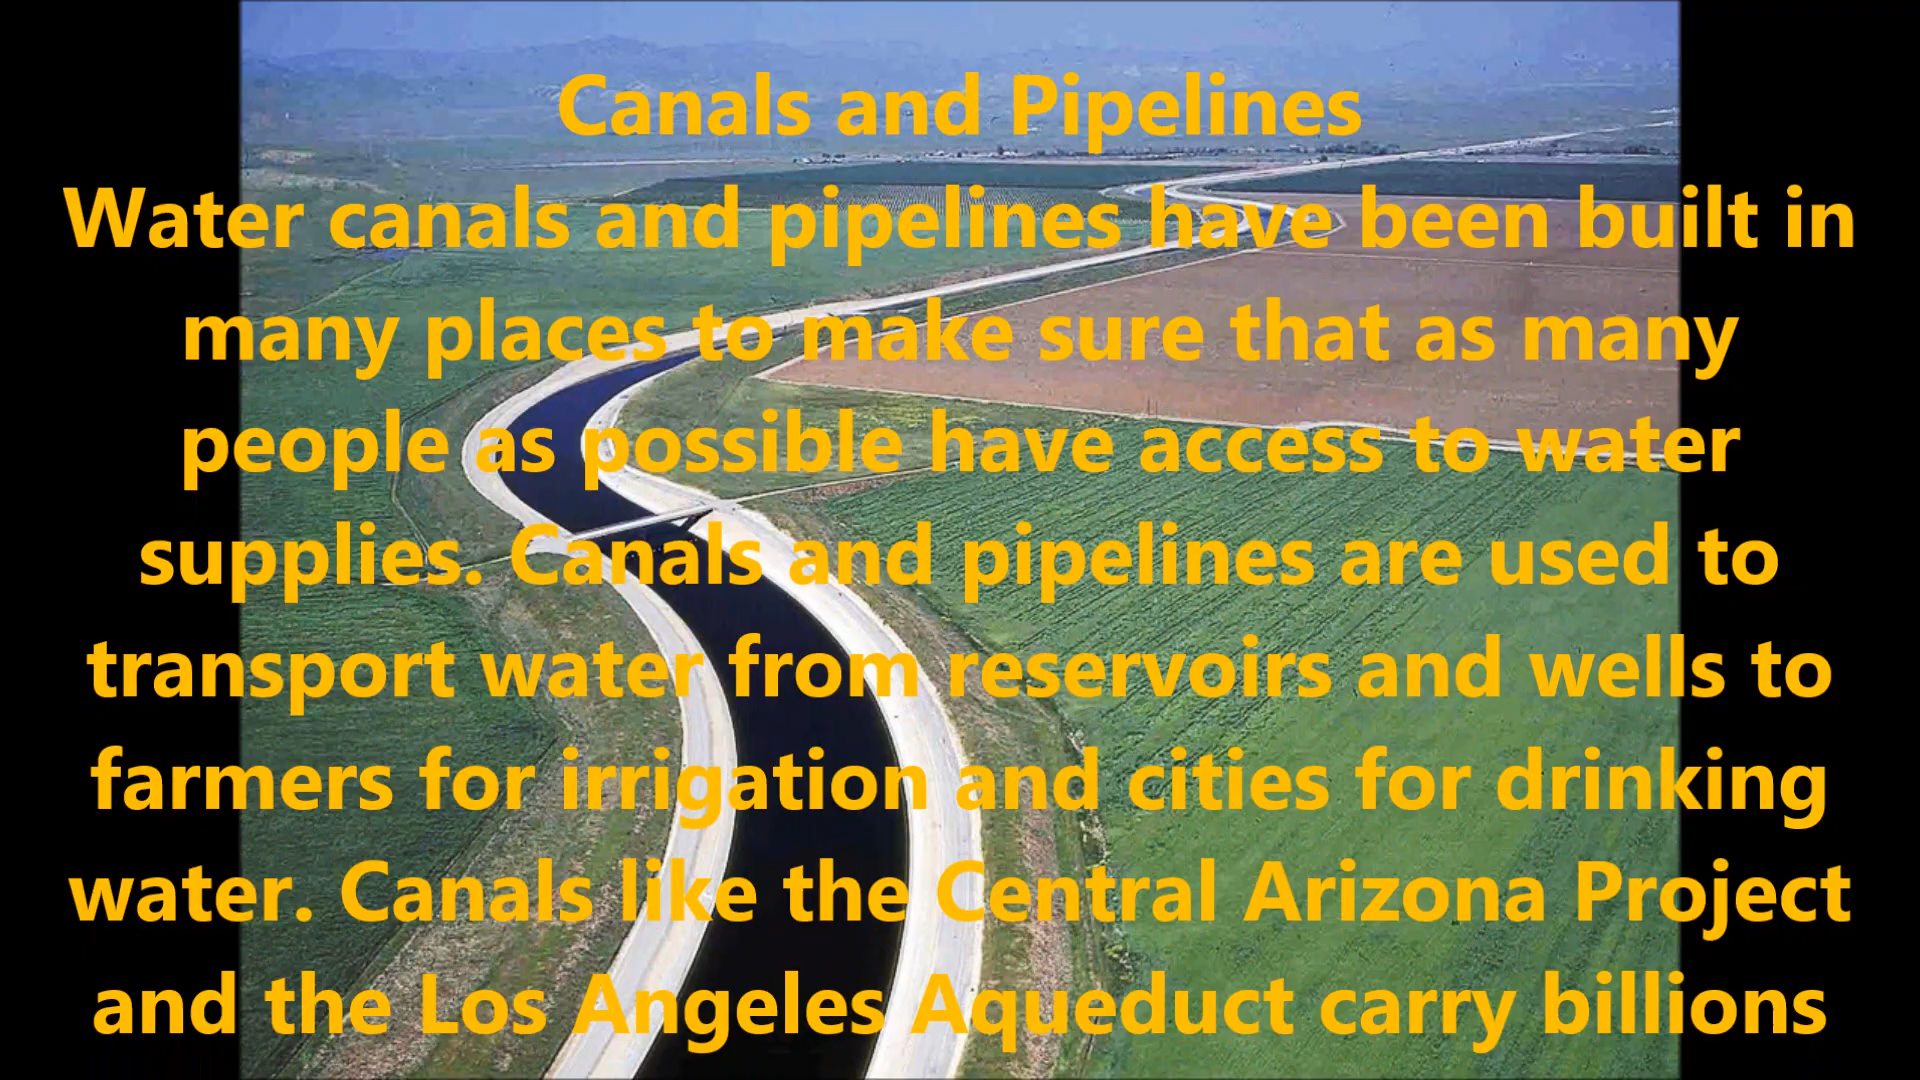 Canals and Pipelines
Water canals and pipelines have been built in
many places to make sure that as many
people as possible have access to water
supplies. Canals and pipelines are used to
transport water from reservoirs and wells to
farmers for irrigation and cities for drinking
water. Canals like the Central Arizona Project
and the Los Angeles Aqueduct carry billions